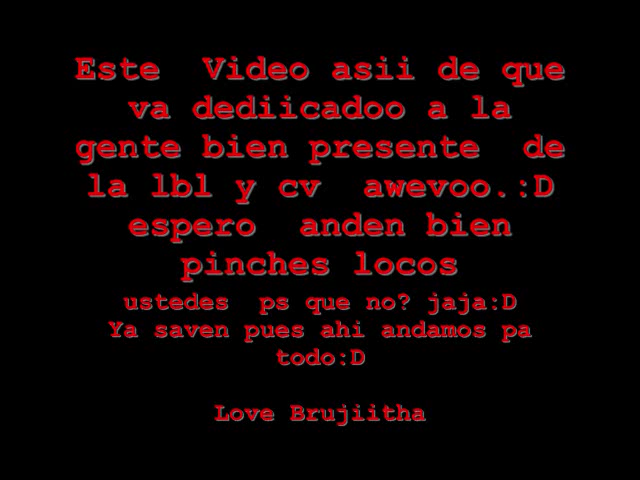 Este  Video asii de que
va dediicadoo a la
gente bien presente  de
la lbl y cv  awevoo.:D
espero  anden bien
pinches locos
ustedes  ps que no? jaja:D
Ya saven pues ahi andamos pa
todo:D
Love Brujiitha